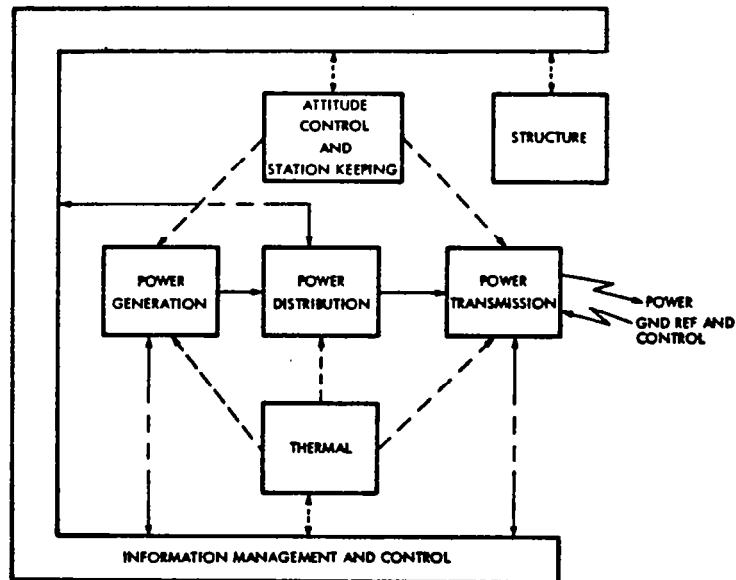 ATTITUDE
CONTROL
AND
STATION KEEPING
STRUCTURE
POWER
GENERATION
POWER
DISTRIBUTION
POWER
TRANSMISSION
POWER
GND REF AND
CONTROL
THERMAL
INFORMATION MANAGEMENT AND CONTROL